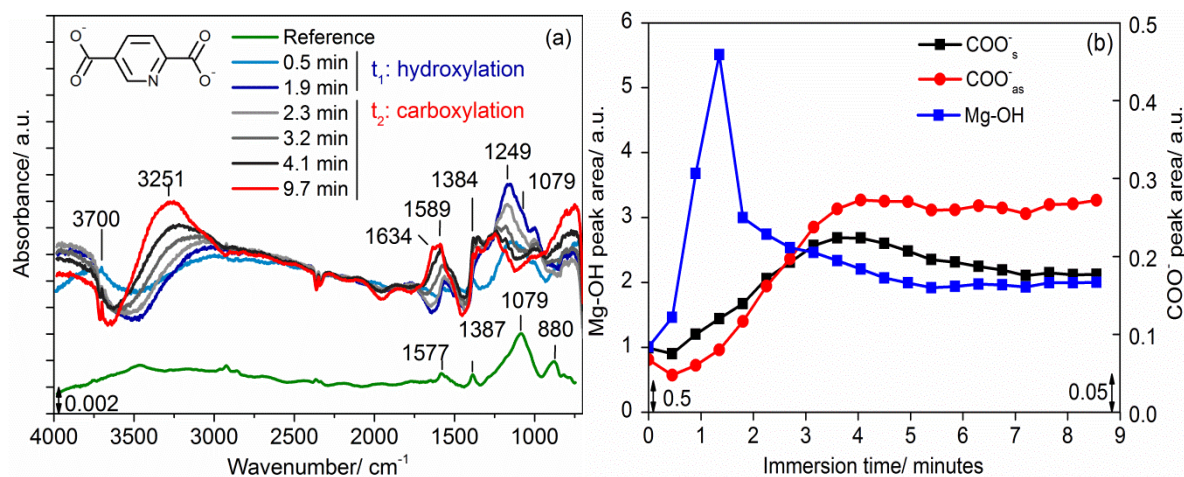 (a)
O
O⁻
N
O
O⁻
Reference
0.5 min
1.9 min
2.3 min
3.2 min
4.1 min
9.7 min
t₁: hydroxylation
t₂: carboxylation
3251
3700
1634
1589
1384
1249
1079
1577
1387
1079
880
0.002
Absorbance/ a.u.
4000 3500 3000 2500 2000 1500 1000
Wavenumber/ cm⁻¹
(b)
COO⁻ₛ
COO⁻ₐₛ
Mg-OH
Mg-OH peak area/ a.u.
6
5
4
3
2
1
0
COO⁻ peak area/ a.u.
0.5
0.4
0.3
0.2
0.1
0.0
0.5
0.05
0 1 2 3 4 5 6 7 8 9
Immersion time/ minutes